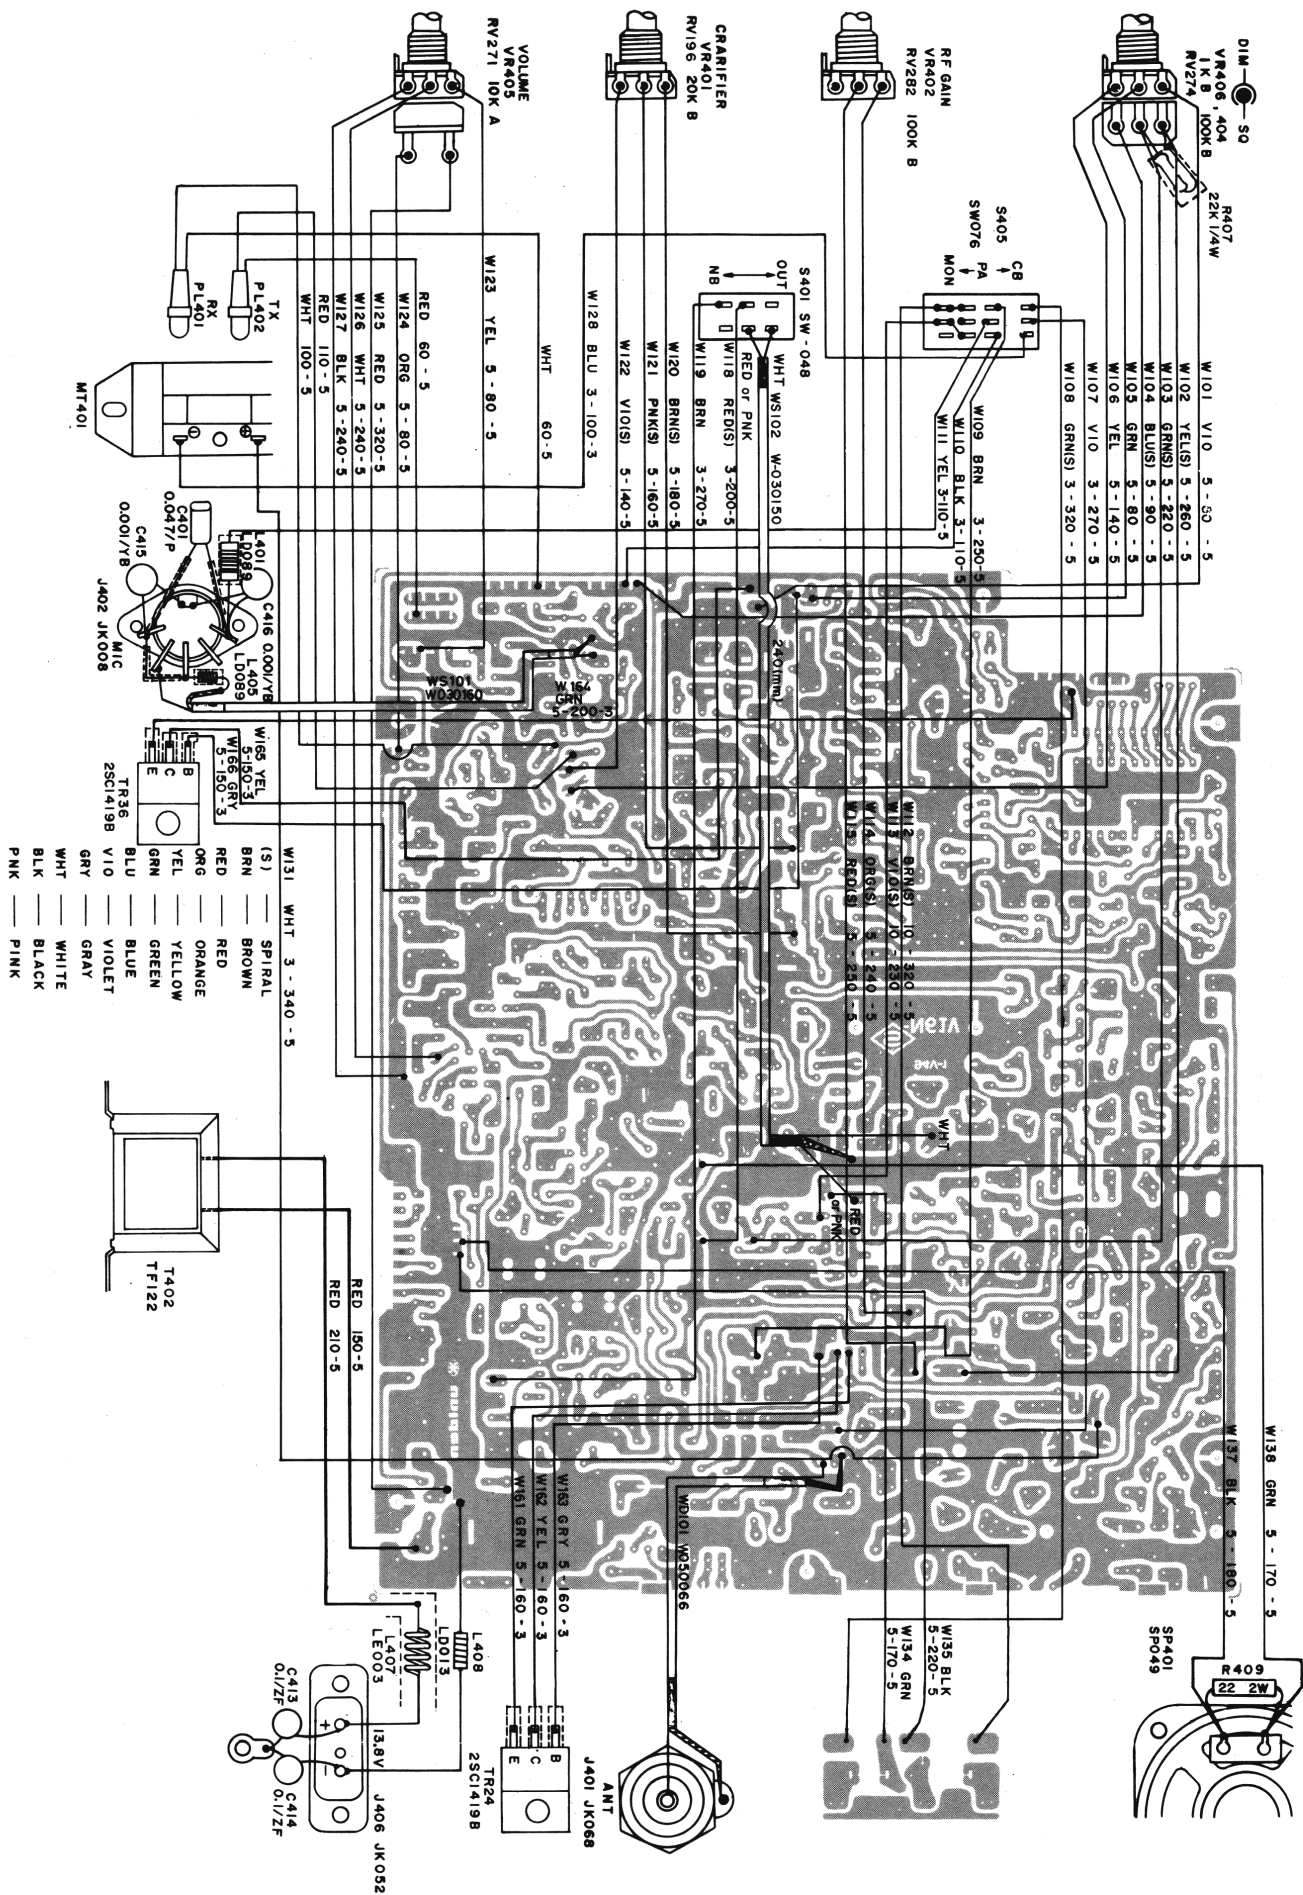 DIM SQ
VR406, 404
1KB 100KB
RV274
R407
22K 1/4W
RF GAIN
VR402
RV282 100K B
CRARIFIER
VR401
RV196 20K B
VOLUME
VR405
RV271 10K A
S405
SW076
CB
PA
MON
S401 SW-048
OUT
NB
TX
PL402
RX
PL401
MT401
W101 VIO 5-80-5
W102 YEL(S) 5-260-5
W103 GRN(S) 5-220-5
W104 BLU(S) 5-90-5
W105 GRN 5-80-5
W106 YEL 5-140-5
W107 VIO 3-270-5
W108 GRN(S) 3-320-5
W109 BRN 3-250-5
W110 BLK 3-110-5
W111 YEL 3-110-5
WHT WS102 W-030150
RED or PNK
W118 RED(S) 3-200-5
W119 BRN 3-270-5
W120 BRN(S) 5-180-5
W121 PNK(S) 5-160-5
W122 VIO(S) 5-140-5
W128 BLU 3-100-3
WHT 60-5
W123 YEL 5-80-5
RED 60-5
W124 ORG 5-80-5
W125 RED 5-320-5
W126 WHT 5-240-5
W127 BLK 5-240-5
RED 110-5
WHT 100-5
C401
0.047/P
C415
0.001/YB
L401
LD089
C416 0.001/YB
L405
LD089
MIC
J402 JK008
WS101
W030160
W164
GRN
5-200-3
240(mm)
W165 YEL
5-150-3
W166 GRY
5-150-3
B
C
E
TR36
2SC1419B
W112 BRN(S) 10-320-5
W113 VIO(S) 10-230-5
W114 ORG(S) 5-240-5
W115 RED(S) 5-250-5
W131 WHT 3-340-5
(S) — SPIRAL
BRN — BROWN
RED — RED
ORG — ORANGE
YEL — YELLOW
GRN — GREEN
BLU — BLUE
VIO — VIOLET
GRY — GRAY
WHT — WHITE
BLK — BLACK
PNK — PINK
WHT
RED
or PNK
T402
TF122
RED 150-5
RED 210-5
W138 GRN 5-170-5
W137 BLK 5-180-5
W135 BLK
5-220-5
W134 GRN
5-170-5
WD101 W050066
W163 GRY 5-160-3
W162 YEL 5-160-3
W161 GRN 5-160-3
SP401
SP049
R409
22 2W
L408
LD013
L407
LE003
C413
0.1/ZF
C414
0.1/ZF
+ 13.8V -
J406 JK052
B
C
E
TR24
2SC1419B
ANT
J401 JK068